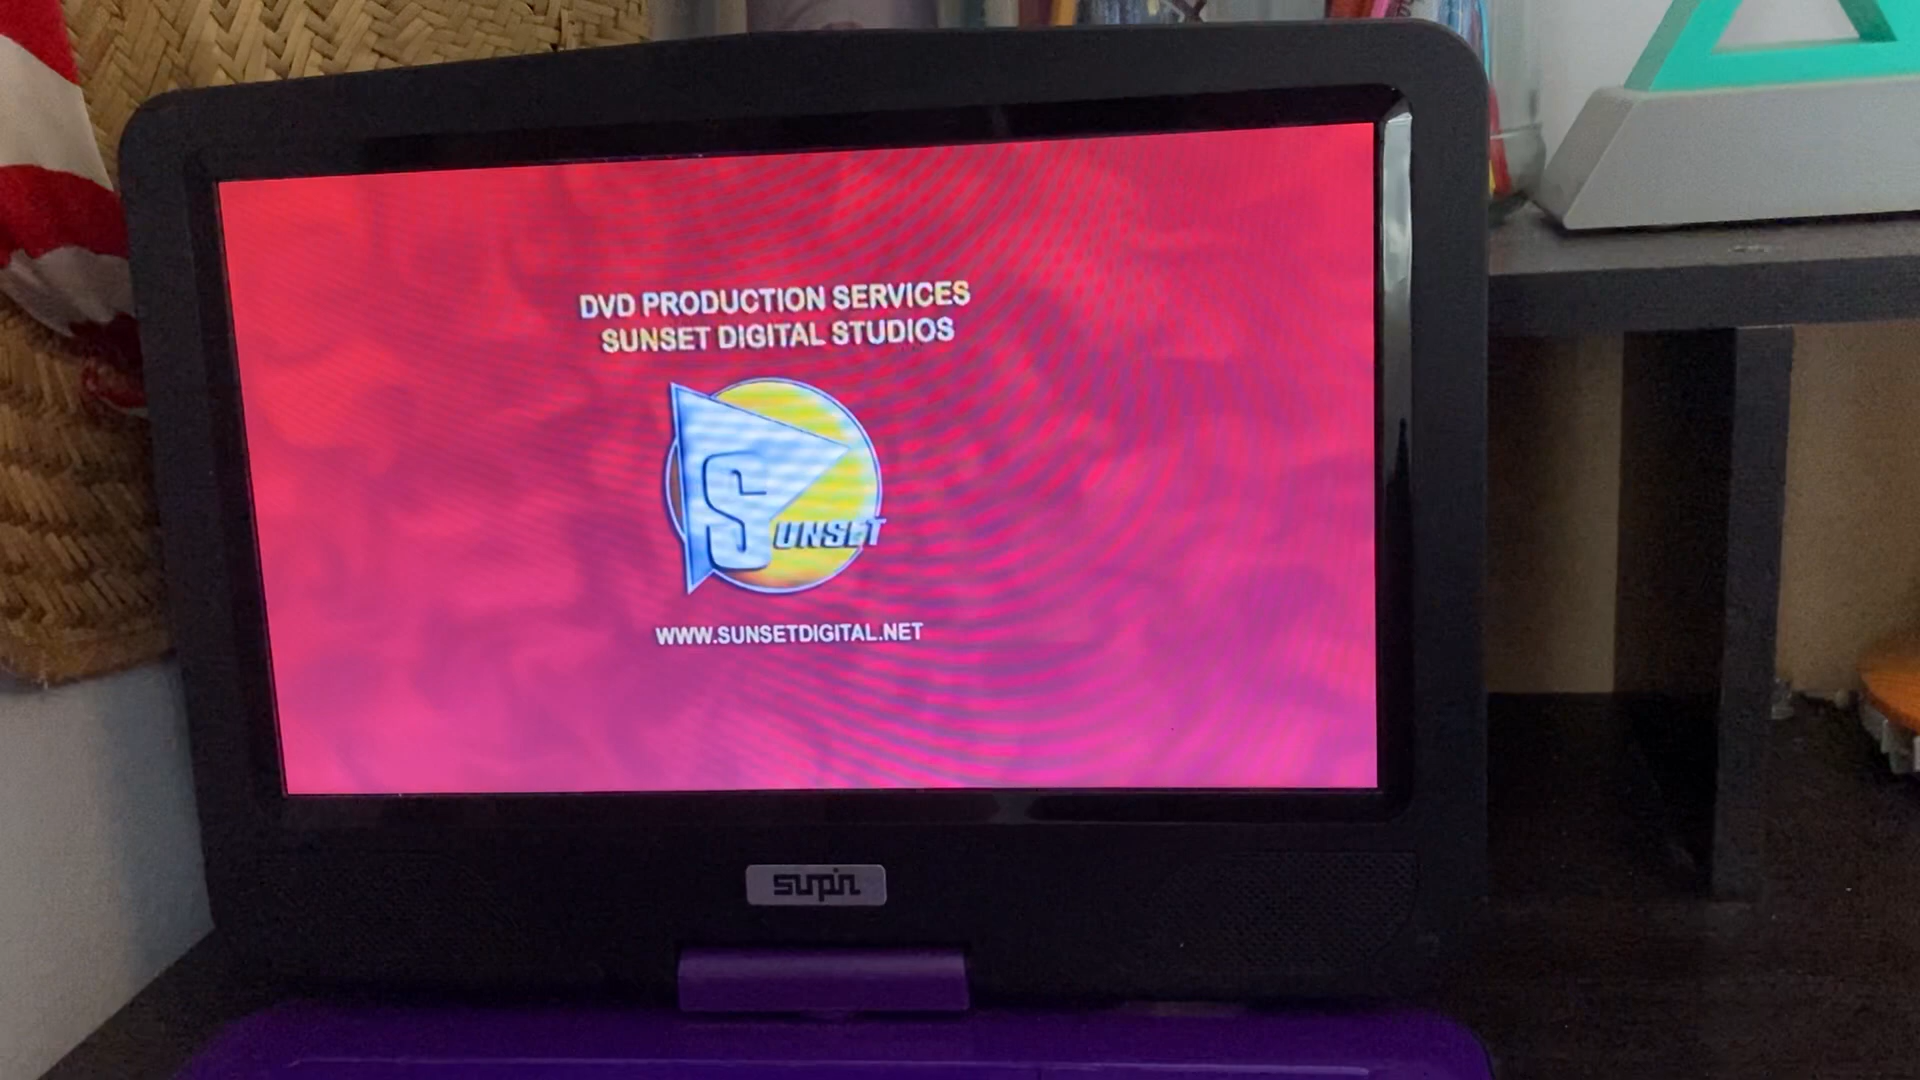 DVD PRODUCTION SERVICES
SUNSET DIGITAL STUDIOS
SUNSET
WWW.SUNSETDIGITAL.NET
supin